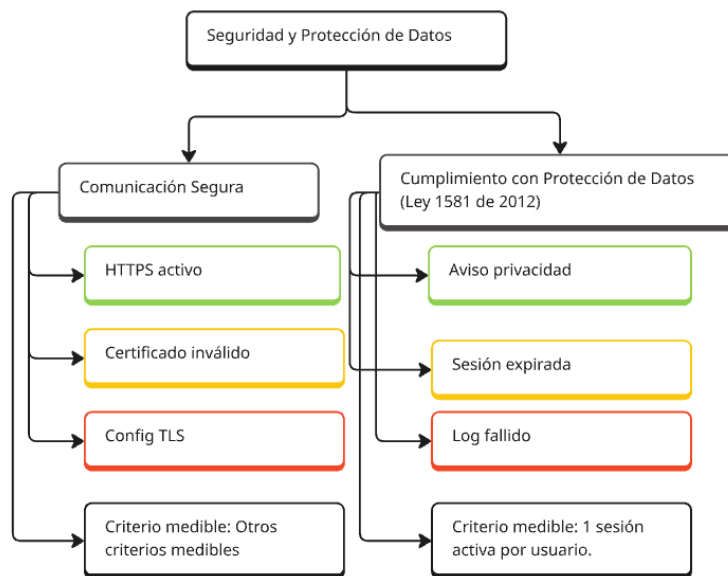 Seguridad y Protección de Datos
Comunicación Segura
Cumplimiento con Protección de Datos
(Ley 1581 de 2012)
HTTPS activo
Aviso privacidad
Certificado inválido
Sesión expirada
Config TLS
Log fallido
Criterio medible: Otros
criterios medibles
Criterio medible: 1 sesión
activa por usuario.